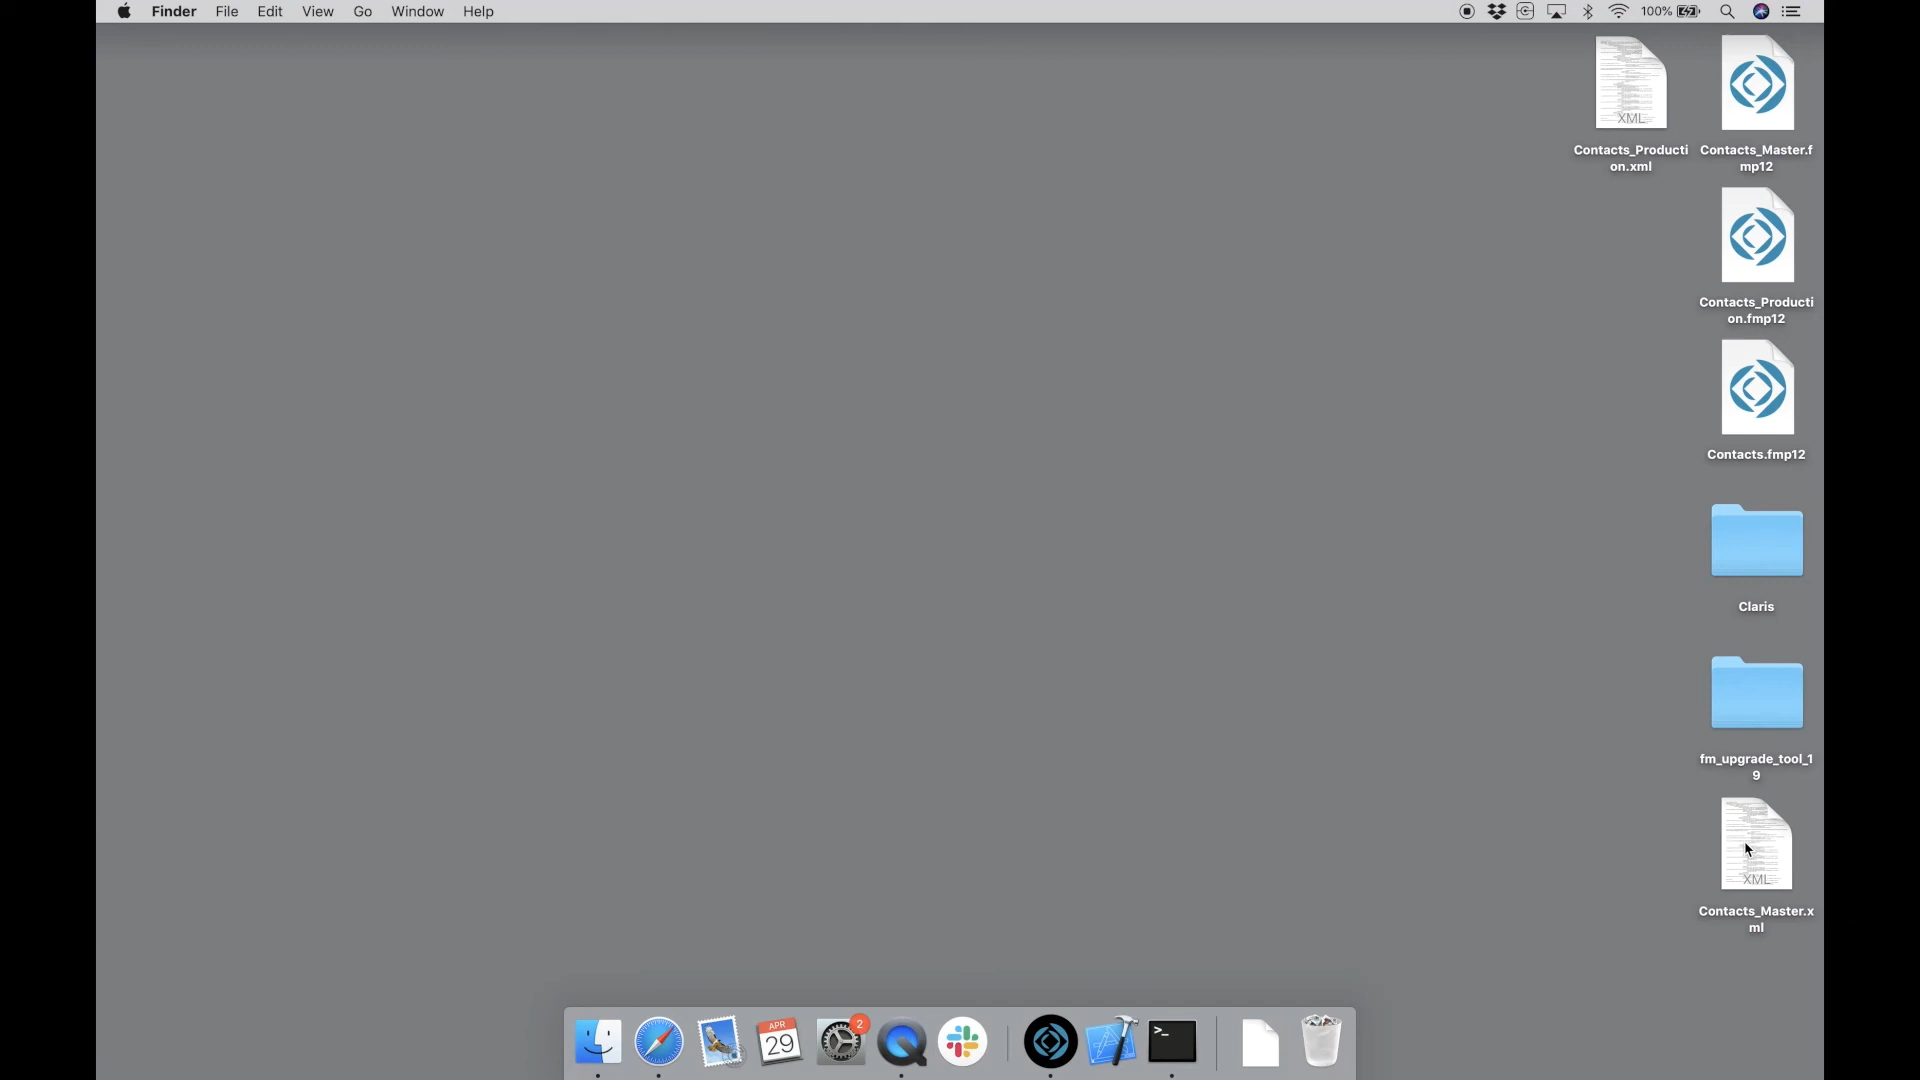 Finder File Edit View Go Window Help
100%
XML
Contacts_Producti
on.xml
Contacts_Master.f
mp12
Contacts_Producti
on.fmp12
Contacts.fmp12
Claris
fm_upgrade_tool_1
9
XML
Contacts_Master.x
ml
APR
29
2
>_